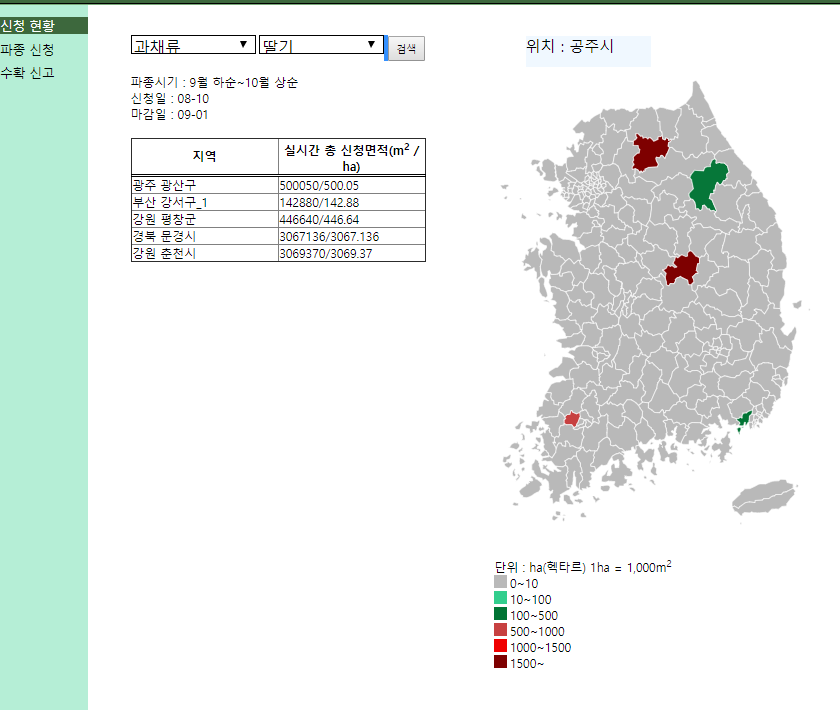 신청 현황
파종 신청
수확 신고
과채류 ▼ 딸기 ▼ 검색
파종시기 : 9월 하순~10월 상순
신청일 : 08-10
마감일 : 09-01
지역 실시간 총 신청면적(m² /
ha)
광주 광산구 500050/500.05
부산 강서구_1 142880/142.88
강원 평창군 446640/446.64
경북 문경시 3067136/3067.136
강원 춘천시 3069370/3069.37
위치 : 공주시
단위 : ha(헥타르) 1ha = 1,000m²
0~10
10~100
100~500
500~1000
1000~1500
1500~